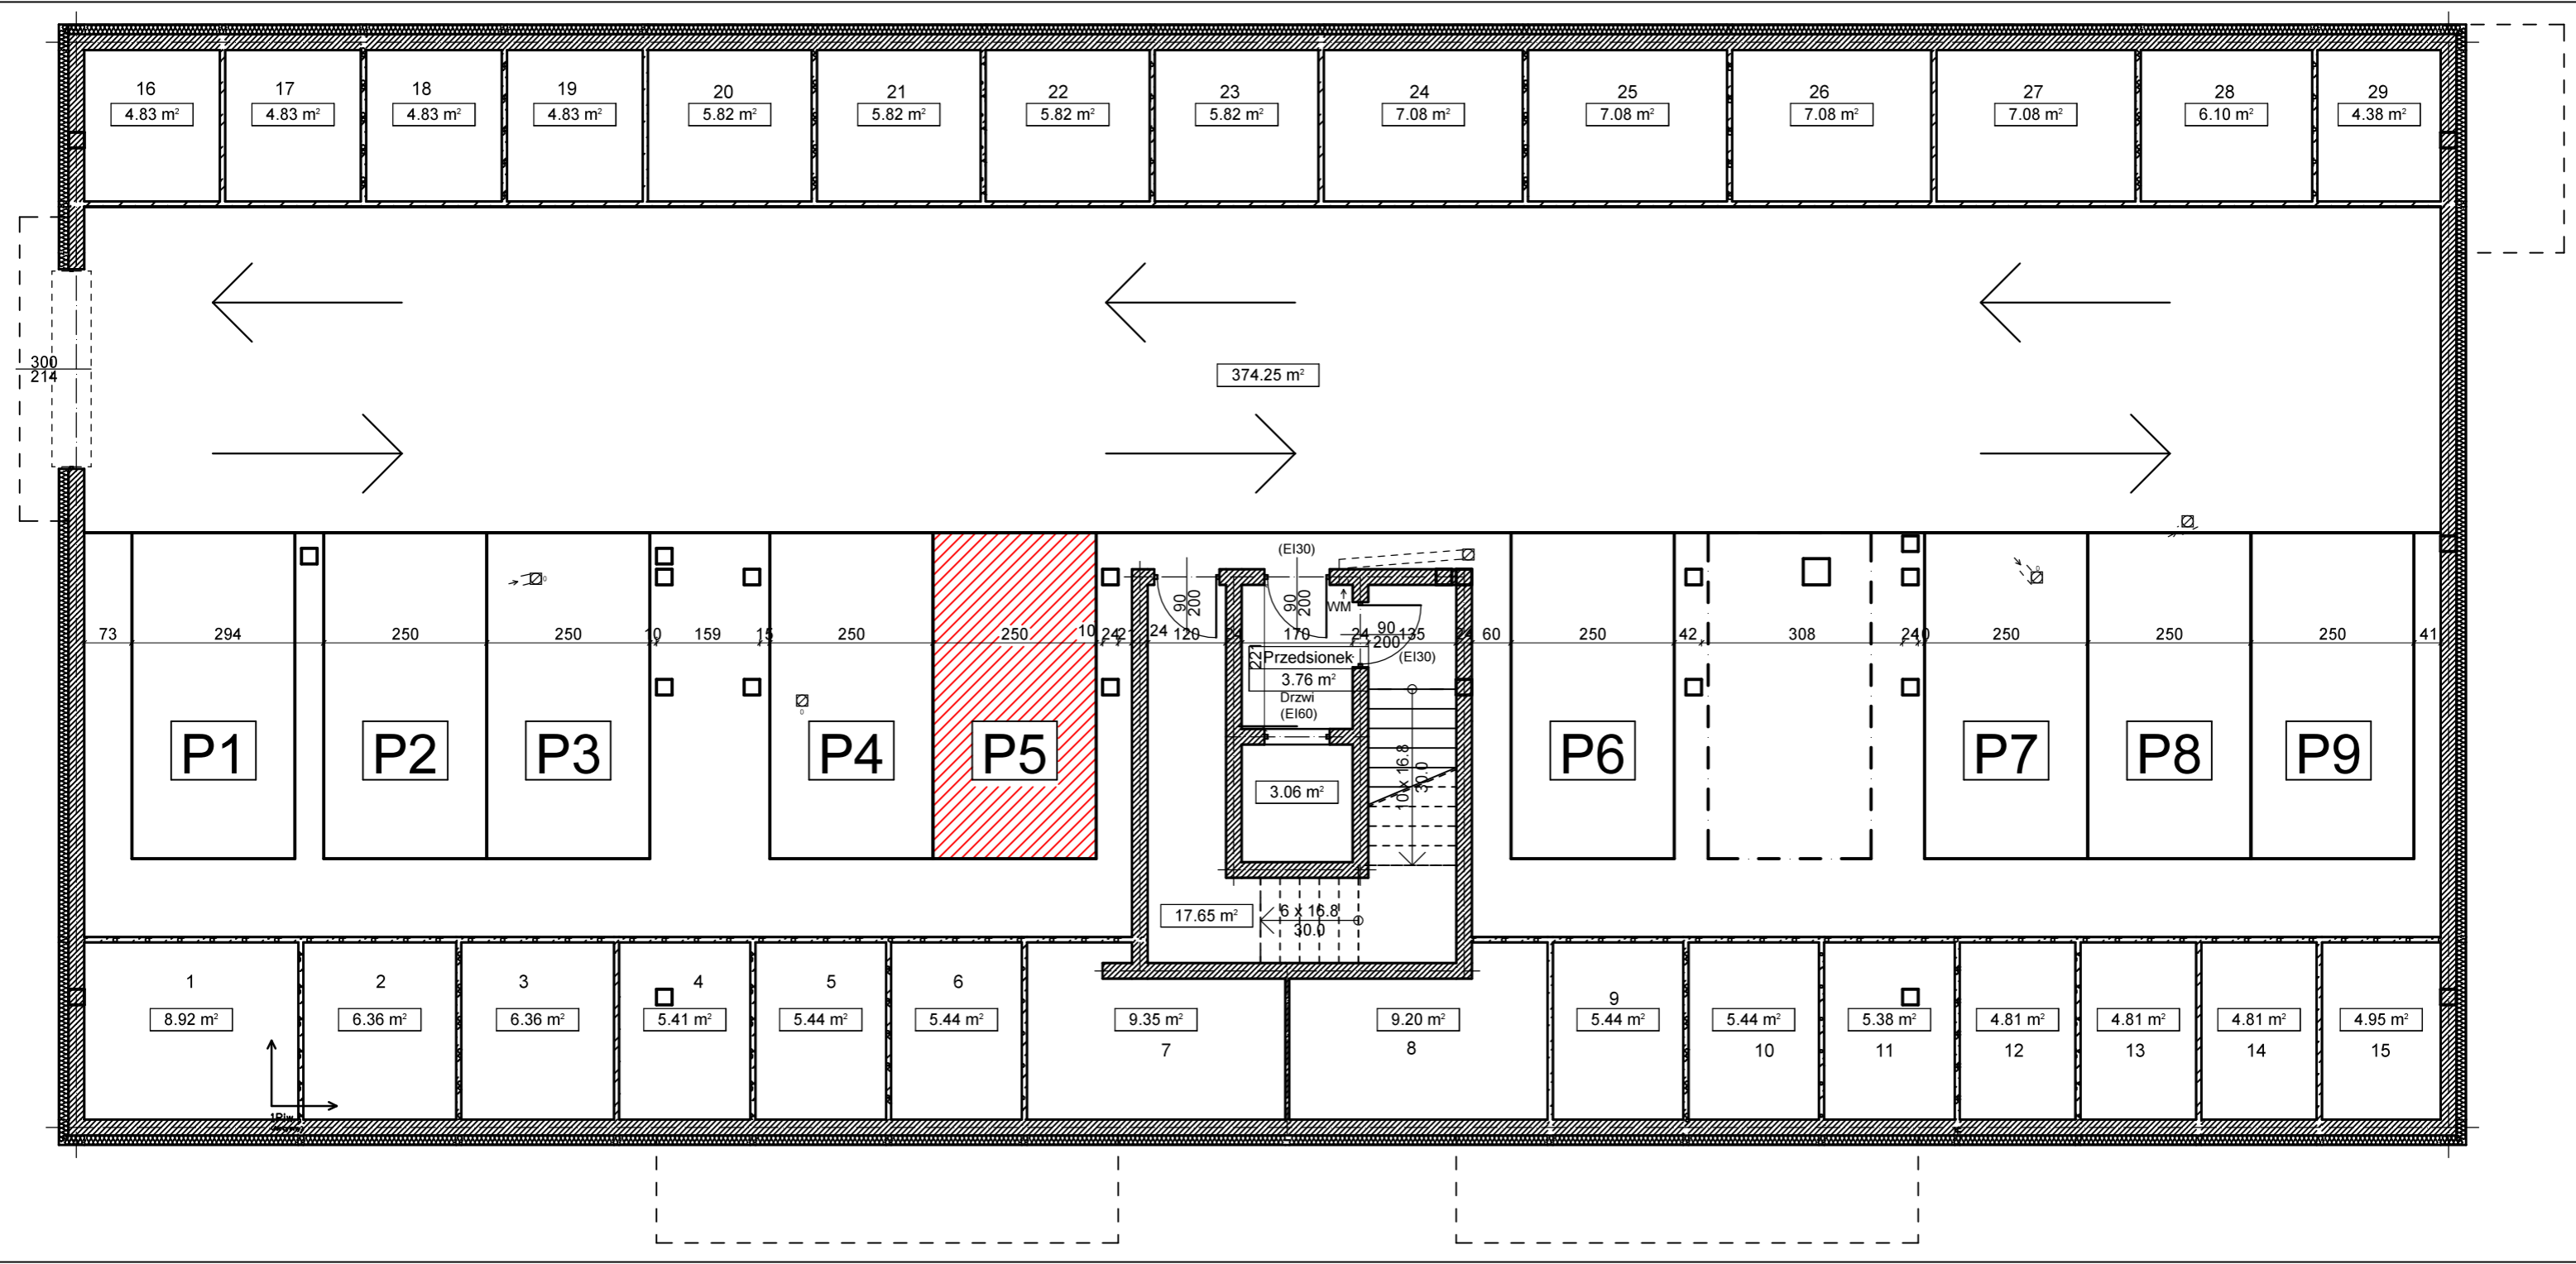 16 17 18 19 20 21 22 23 24 25 26 27 28 29
4.83 m² 4.83 m² 4.83 m² 4.83 m² 5.82 m² 5.82 m² 5.82 m² 5.82 m² 7.08 m² 7.08 m² 7.08 m² 7.08 m² 6.10 m² 4.38 m²
300
214
374.25 m²
(EI30)
90
200
90
200
WM
73 294 250 250 10 159 15 250 250 10 24 24 120 24 170 24 135 24 60 250 42 308 24 250 250 250 41
90
200
(EI30)
221
Przedsionek
3.76 m²
Drzwi
(EI60)
P1 P2 P3 P4 P5 P6 P7 P8 P9
10 x 16.8
30.0
3.06 m²
17.65 m²
6 x 16.8
30.0
1 2 3 4 5 6 9
8.92 m² 6.36 m² 6.36 m² 5.41 m² 5.44 m² 5.44 m² 9.35 m² 9.20 m² 5.44 m² 5.44 m² 5.38 m² 4.81 m² 4.81 m² 4.81 m² 4.95 m²
7 8 10 11 12 13 14 15